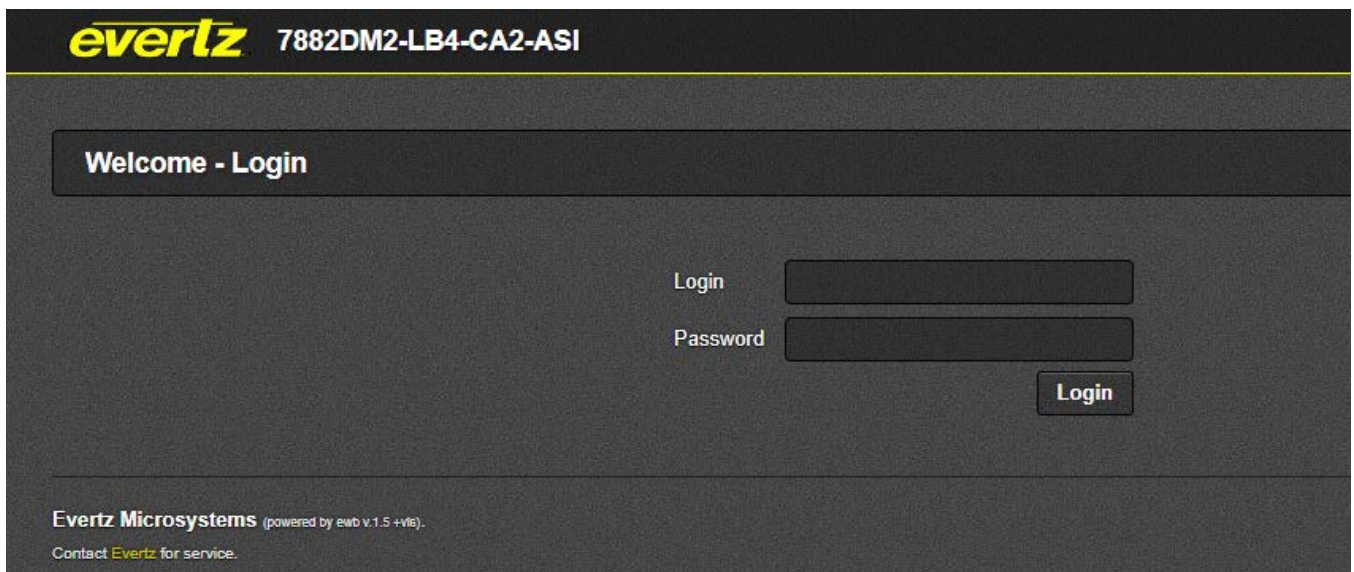 evertz 7882DM2-LB4-CA2-ASI
Welcome - Login
Login
Password
Login
Evertz Microsystems (powered by ewb v.1.5 +vls).
Contact Evertz for service.